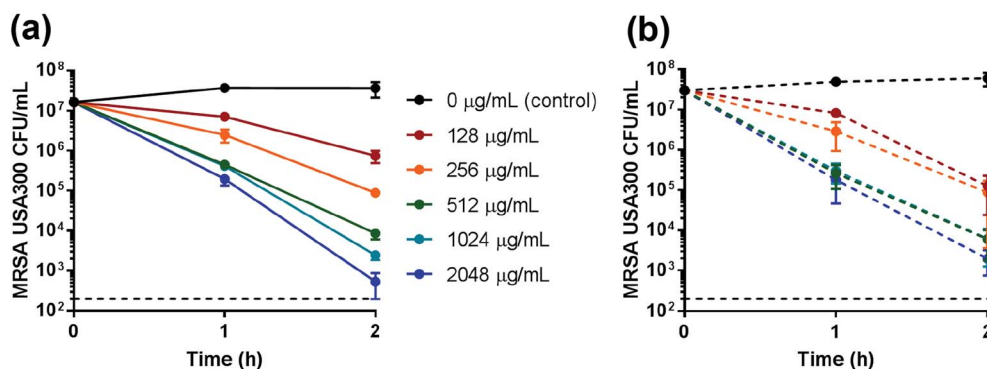 (a)
MRSA USA300 CFU/mL
10⁸
10⁷
10⁶
10⁵
10⁴
10³
10²
0
1
2
Time (h)
0 µg/mL (control)
128 µg/mL
256 µg/mL
512 µg/mL
1024 µg/mL
2048 µg/mL
(b)
MRSA USA300 CFU/mL
10⁸
10⁷
10⁶
10⁵
10⁴
10³
10²
0
1
2
Time (h)